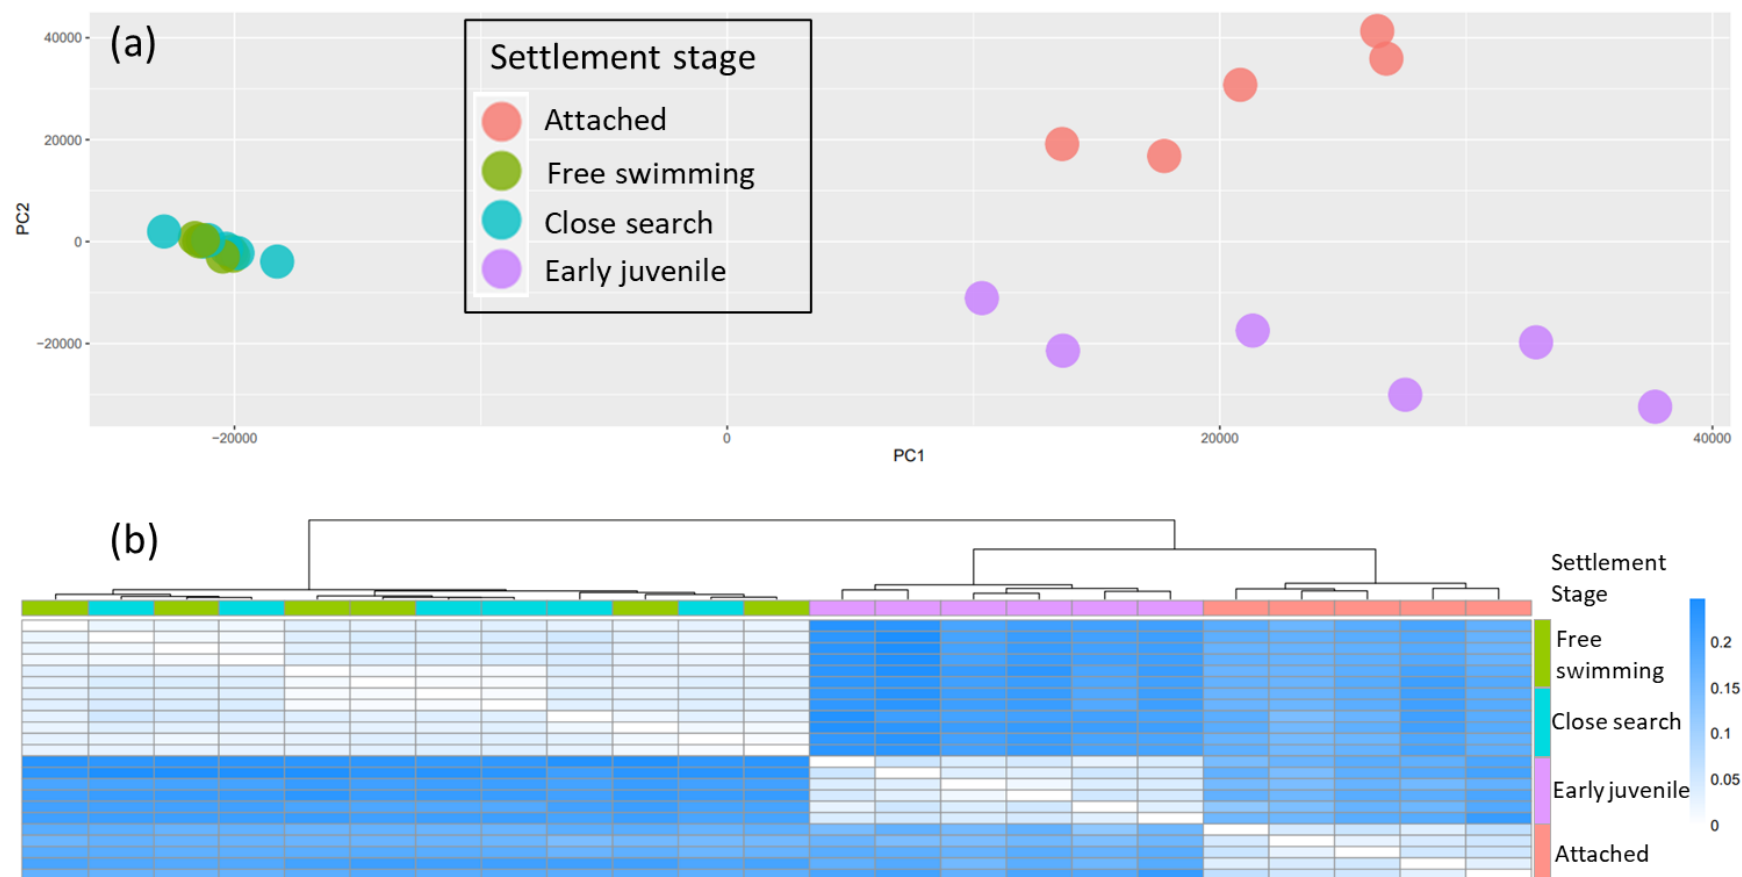 (a)
Settlement stage
Attached
Free swimming
Close search
Early juvenile
40000
20000
0
−20000
PC2
−20000
0
20000
40000
PC1
(b)
Settlement
Stage
Free
swimming
Close search
Early juvenile
Attached
0.2
0.15
0.1
0.05
0